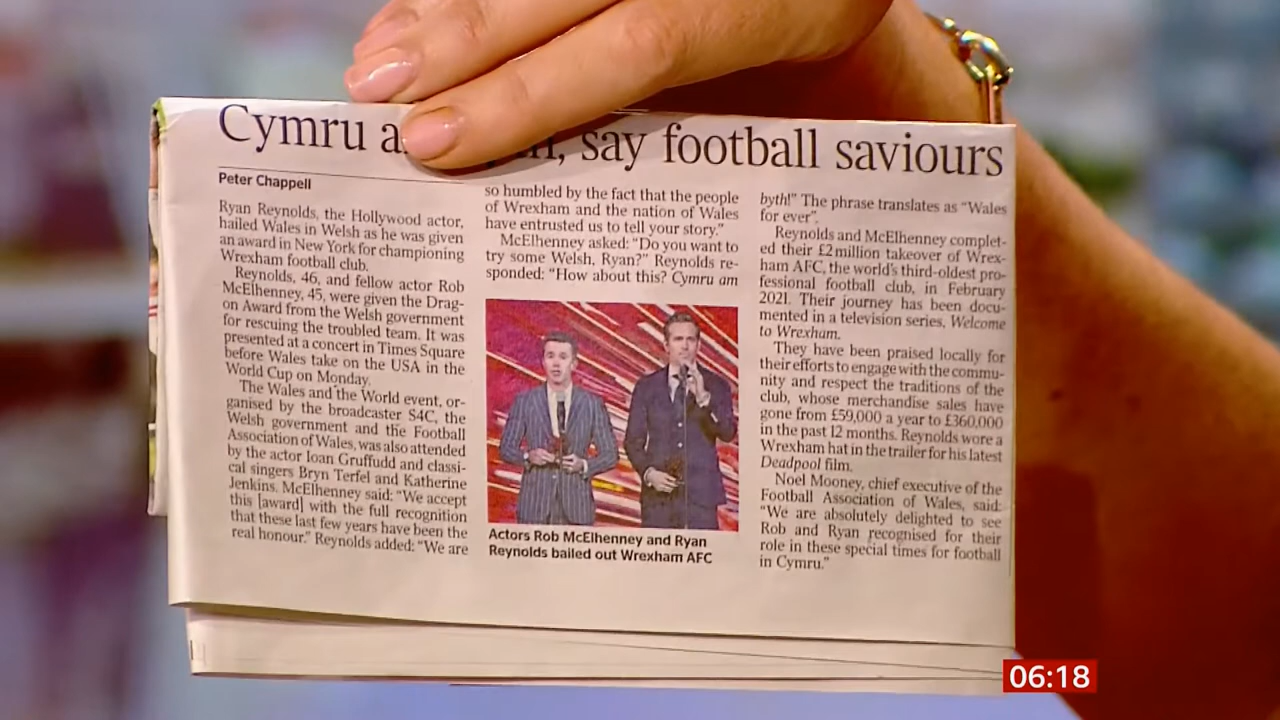 Cymru a , say football saviours
Peter Chappell
Ryan Reynolds, the Hollywood actor,
hailed Wales in Welsh as he was given
an award in New York for championing
Wrexham football club.
Reynolds, 46, and fellow actor Rob
McElhenney, 45, were given the Drag-
on Award from the Welsh government
for rescuing the troubled team. It was
presented at a concert in Times Square
before Wales take on the USA in the
World Cup on Monday.
The Wales and the World event, or-
ganised by the broadcaster S4C, the
Welsh government and the Football
Association of Wales, was also attended
by the actor Ioan Gruffudd and classi-
cal singers Bryn Terfel and Katherine
Jenkins. McElhenney said: “We accept
this [award] with the full recognition
that these last few years have been the
real honour.” Reynolds added: “We are
so humbled by the fact that the people
of Wrexham and the nation of Wales
have entrusted us to tell your story.”
McElhenney asked: “Do you want to
try some Welsh, Ryan?” Reynolds re-
sponded: “How about this? Cymru am
Actors Rob McElhenney and Ryan
Reynolds bailed out Wrexham AFC
byth!” The phrase translates as “Wales
for ever”.
Reynolds and McElhenney complet-
ed their £2 million takeover of Wrex-
ham AFC, the world’s third-oldest pro-
fessional football club, in February
2021. Their journey has been docu-
mented in a television series, Welcome
to Wrexham.
They have been praised locally for
their efforts to engage with the commu-
nity and respect the traditions of the
club, whose merchandise sales have
gone from £59,000 a year to £360,000
in the past 12 months. Reynolds wore a
Wrexham hat in the trailer for his latest
Deadpool film.
Noel Mooney, chief executive of the
Football Association of Wales, said:
“We are absolutely delighted to see
Rob and Ryan recognised for their
role in these special times for football
in Cymru.”
06:18